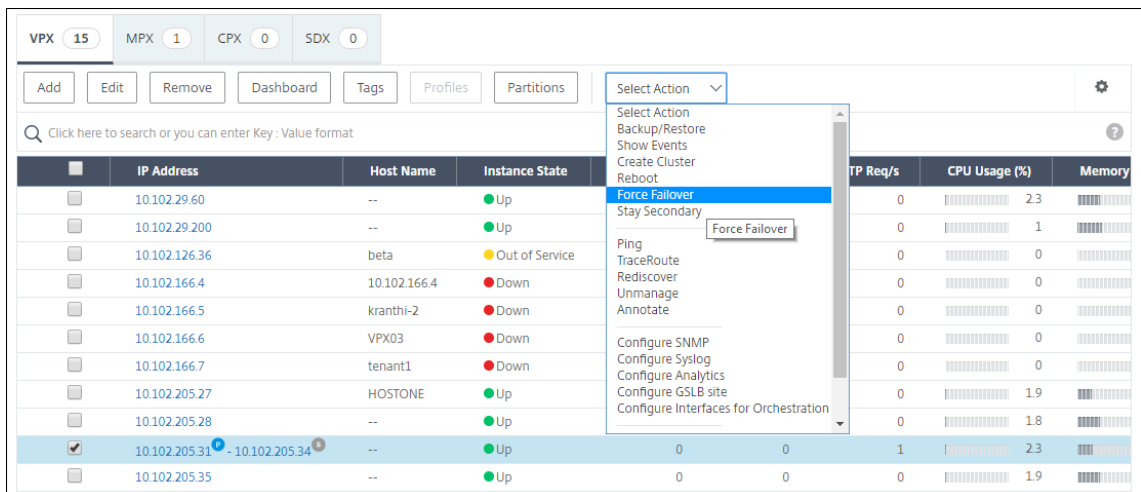 VPX 15 MPX 1 CPX 0 SDX 0
Add Edit Remove Dashboard Tags Profiles Partitions Select Action
Click here to search or you can enter Key : Value format ?
Select Action
Backup/Restore
Show Events
Create Cluster
Reboot
Force Failover
Stay Secondary
Force Failover
Ping
TraceRoute
Rediscover
Unmanage
Annotate
Configure SNMP
Configure Syslog
Configure Analytics
Configure GSLB site
Configure Interfaces for Orchestration
IP Address Host Name Instance State TP Req/s CPU Usage (%) Memory
10.102.29.60 -- Up 0 2.3
10.102.29.200 -- Up 0 1
10.102.126.36 beta Out of Service 0 0
10.102.166.4 10.102.166.4 Down 0 0
10.102.166.5 kranthi-2 Down 0 0
10.102.166.6 VPX03 Down 0 0
10.102.166.7 tenant1 Down 0 0
10.102.205.27 HOSTONE Up 0 1.9
10.102.205.28 -- Up 0 1.8
10.102.205.31 P - 10.102.205.34 S -- Up 0 0 1 2.3
10.102.205.35 -- Up 0 0 0 1.9